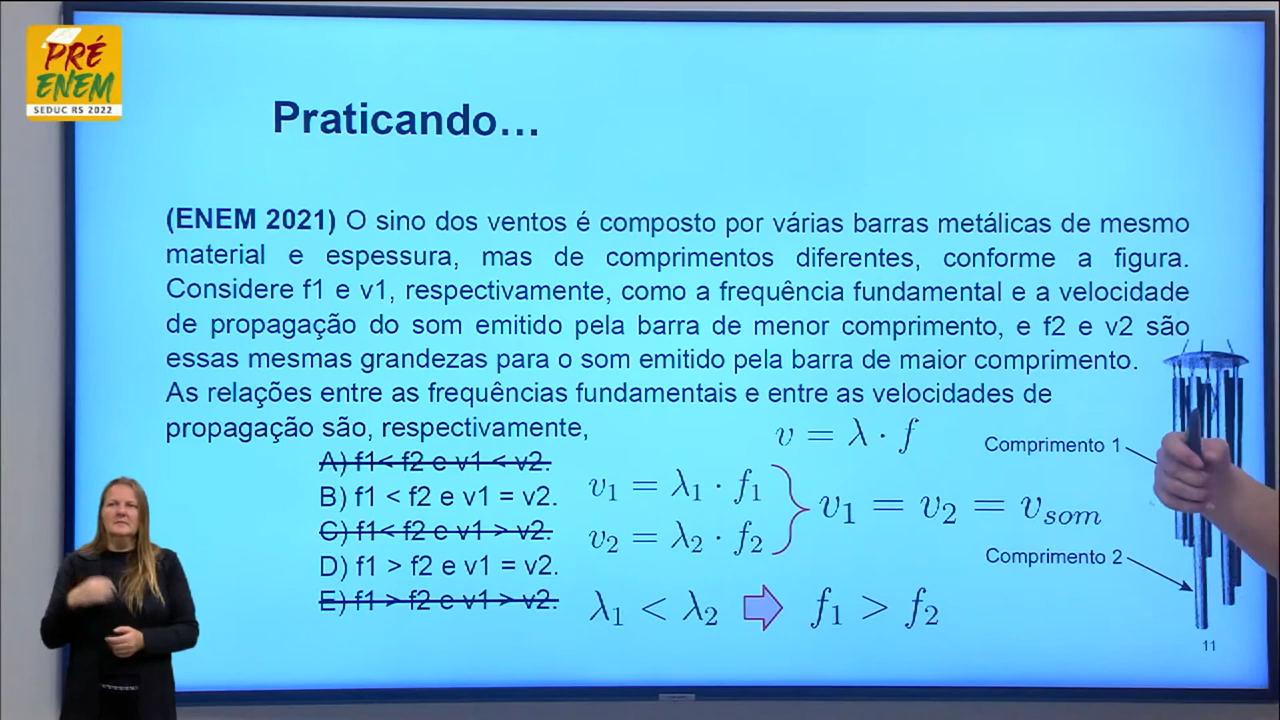 PRÉ
ENEM
SEDUC RS 2022
Praticando...
(ENEM 2021) O sino dos ventos é composto por várias barras metálicas de mesmo
material e espessura, mas de comprimentos diferentes, conforme a figura.
Considere f1 e v1, respectivamente, como a frequência fundamental e a velocidade
de propagação do som emitido pela barra de menor comprimento, e f2 e v2 são
essas mesmas grandezas para o som emitido pela barra de maior comprimento.
As relações entre as frequências fundamentais e entre as velocidades de
propagação são, respectivamente,
v = λ · f
A) f1< f2 e v1 < v2.
B) f1 < f2 e v1 = v2.
C) f1< f2 e v1 > v2.
D) f1 > f2 e v1 = v2.
E) f1 > f2 e v1 > v2.
v₁ = λ₁ · f₁
v₂ = λ₂ · f₂
v₁ = v₂ = vsom
λ₁ < λ₂ ⇨ f₁ > f₂
Comprimento 1
Comprimento 2
11